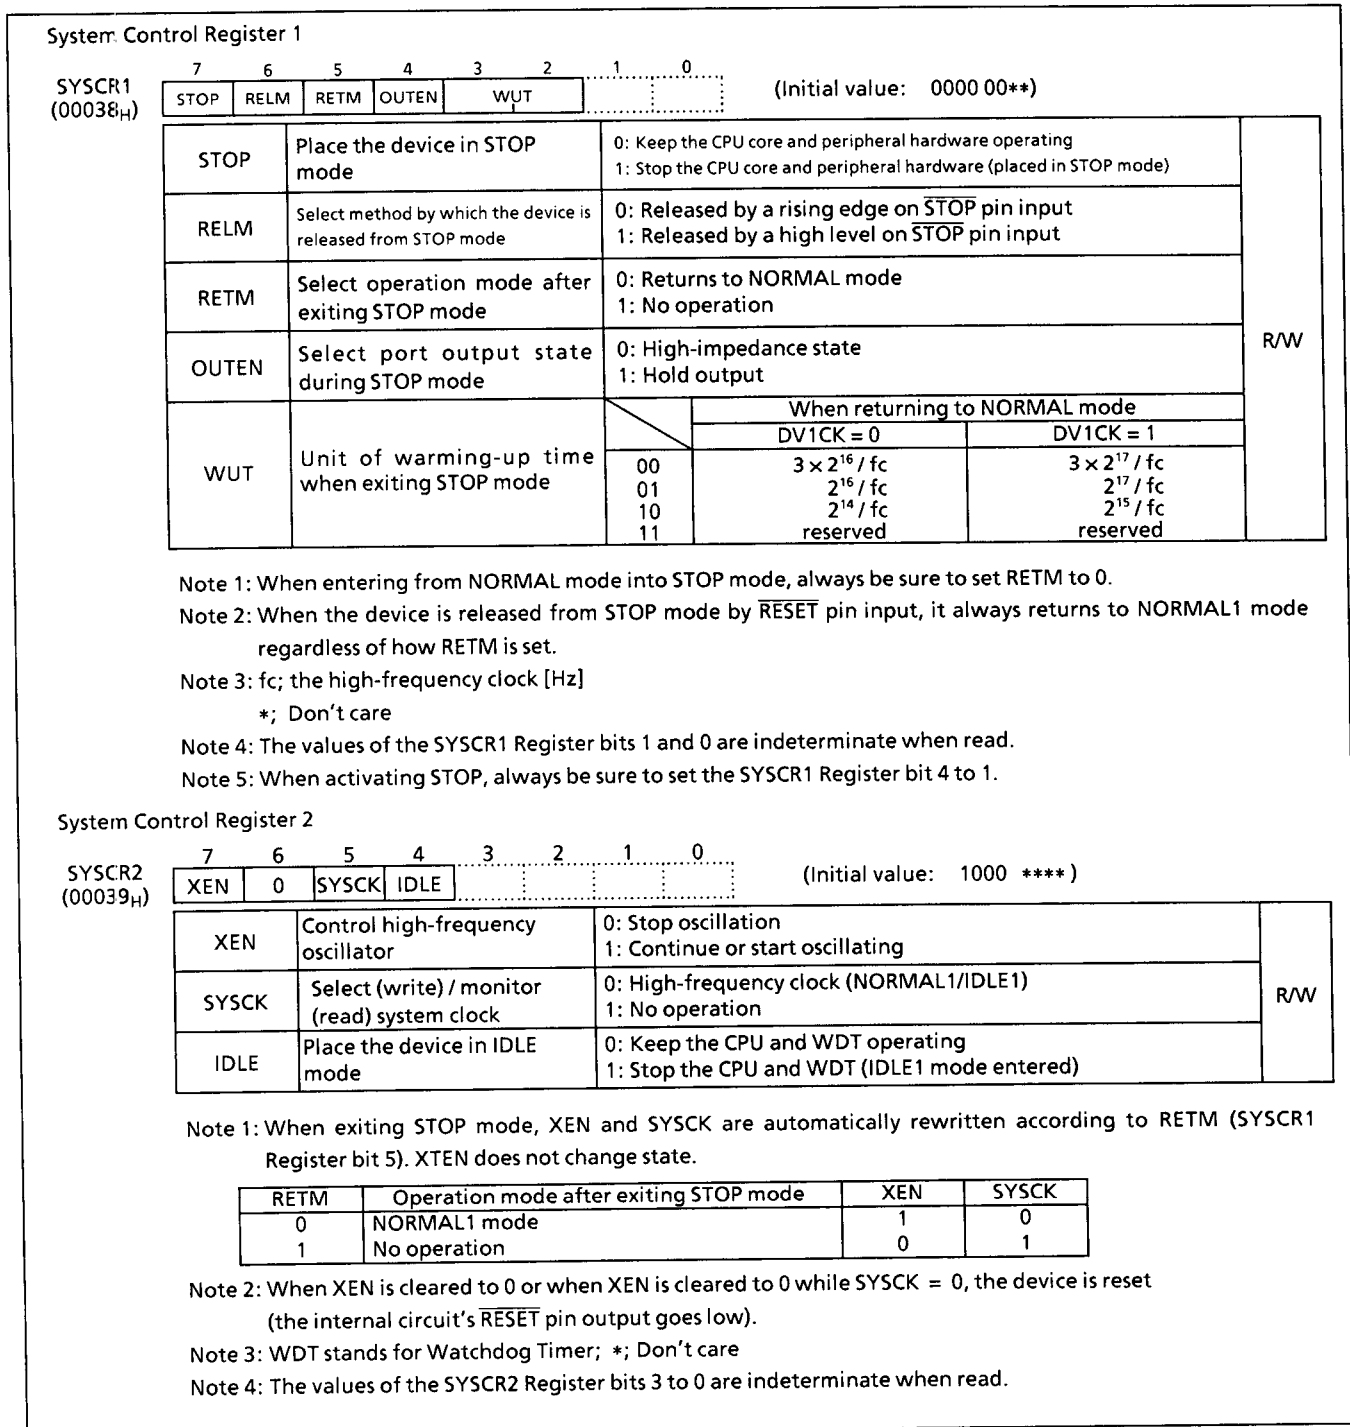 System Control Register 1
7 6 5 4 3 2 1 0
SYSCR1 (00038H) STOP RELM RETM OUTEN WUT (Initial value: 0000 00**)
STOP Place the device in STOP mode 0: Keep the CPU core and peripheral hardware operating
1: Stop the CPU core and peripheral hardware (placed in STOP mode)
RELM Select method by which the device is released from STOP mode 0: Released by a rising edge on STOP pin input
1: Released by a high level on STOP pin input
RETM Select operation mode after exiting STOP mode 0: Returns to NORMAL mode
1: No operation
OUTEN Select port output state during STOP mode 0: High-impedance state
1: Hold output
R/W
WUT Unit of warming-up time when exiting STOP mode
When returning to NORMAL mode
DV1CK = 0 DV1CK = 1
00 3 × 2¹⁶ / fc 3 × 2¹⁷ / fc
01 2¹⁶ / fc 2¹⁷ / fc
10 2¹⁴ / fc 2¹⁵ / fc
11 reserved reserved
Note 1: When entering from NORMAL mode into STOP mode, always be sure to set RETM to 0.
Note 2: When the device is released from STOP mode by RESET pin input, it always returns to NORMAL1 mode
regardless of how RETM is set.
Note 3: fc; the high-frequency clock [Hz]
*; Don't care
Note 4: The values of the SYSCR1 Register bits 1 and 0 are indeterminate when read.
Note 5: When activating STOP, always be sure to set the SYSCR1 Register bit 4 to 1.
System Control Register 2
7 6 5 4 3 2 1 0
SYSCR2 (00039H) XEN 0 SYSCK IDLE (Initial value: 1000 ****)
XEN Control high-frequency oscillator 0: Stop oscillation
1: Continue or start oscillating
SYSCK Select (write) / monitor (read) system clock 0: High-frequency clock (NORMAL1/IDLE1)
1: No operation
R/W
IDLE Place the device in IDLE mode 0: Keep the CPU and WDT operating
1: Stop the CPU and WDT (IDLE1 mode entered)
Note 1: When exiting STOP mode, XEN and SYSCK are automatically rewritten according to RETM (SYSCR1
Register bit 5). XTEN does not change state.
RETM Operation mode after exiting STOP mode XEN SYSCK
0 NORMAL1 mode 1 0
1 No operation 0 1
Note 2: When XEN is cleared to 0 or when XEN is cleared to 0 while SYSCK = 0, the device is reset
(the internal circuit's RESET pin output goes low).
Note 3: WDT stands for Watchdog Timer; *; Don't care
Note 4: The values of the SYSCR2 Register bits 3 to 0 are indeterminate when read.